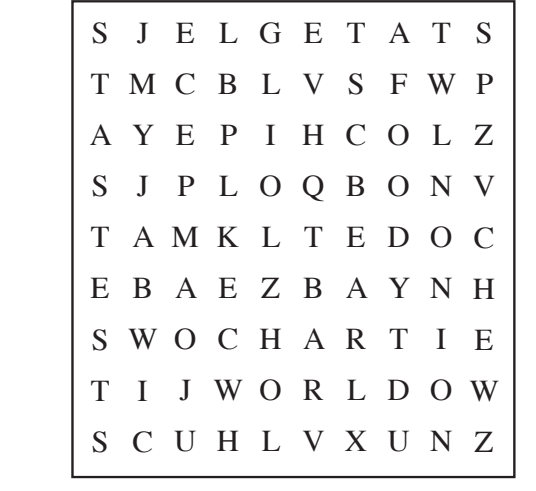 S J E L G E T A T S
T M C B L V S F W P
A Y E P I H C O L Z
S J P L O Q B O N V
T A M K L T E D O C
E B A E Z B A Y N H
S W O C H A R T I E
T I J W O R L D O W
S C U H L V X U N Z